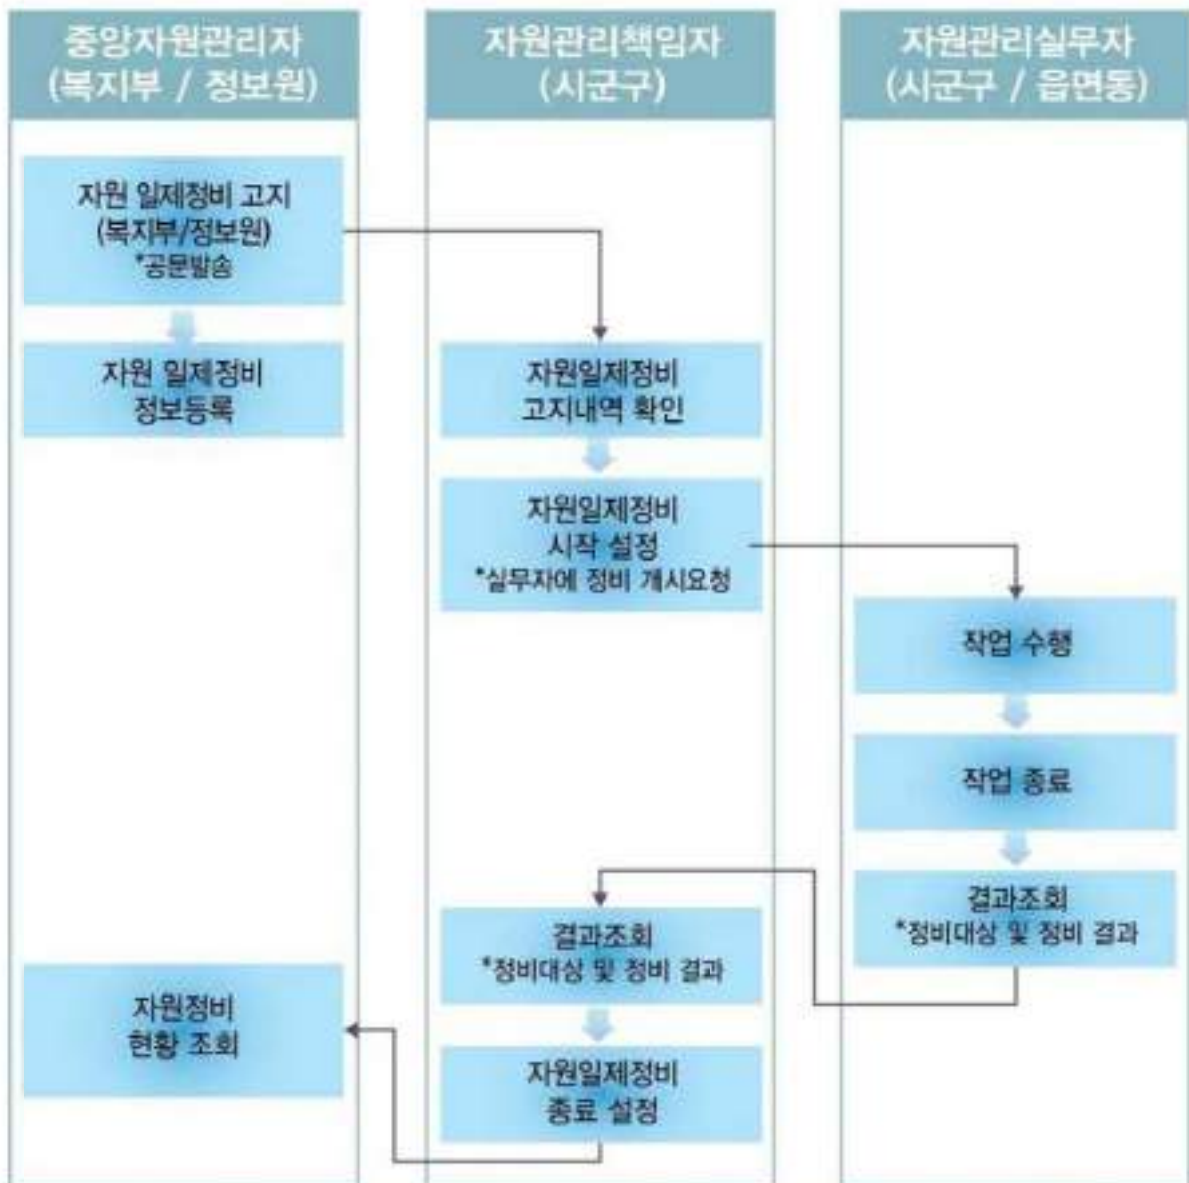 중앙자원관리자
(복지부 / 정보원)
자원관리책임자
(시군구)
자원관리실무자
(시군구 / 읍면동)
자원 일제정비 고지
(복지부/정보원)
*공문발송
자원 일제정비
정보등록
자원일제정비
고지내역 확인
자원일제정비
시작 설정
*실무자에 정비 개시요청
작업 수행
작업 종료
결과조회
*정비대상 및 정비 결과
결과조회
*정비대상 및 정비 결과
자원일제정비
종료 설정
자원정비
현황 조회